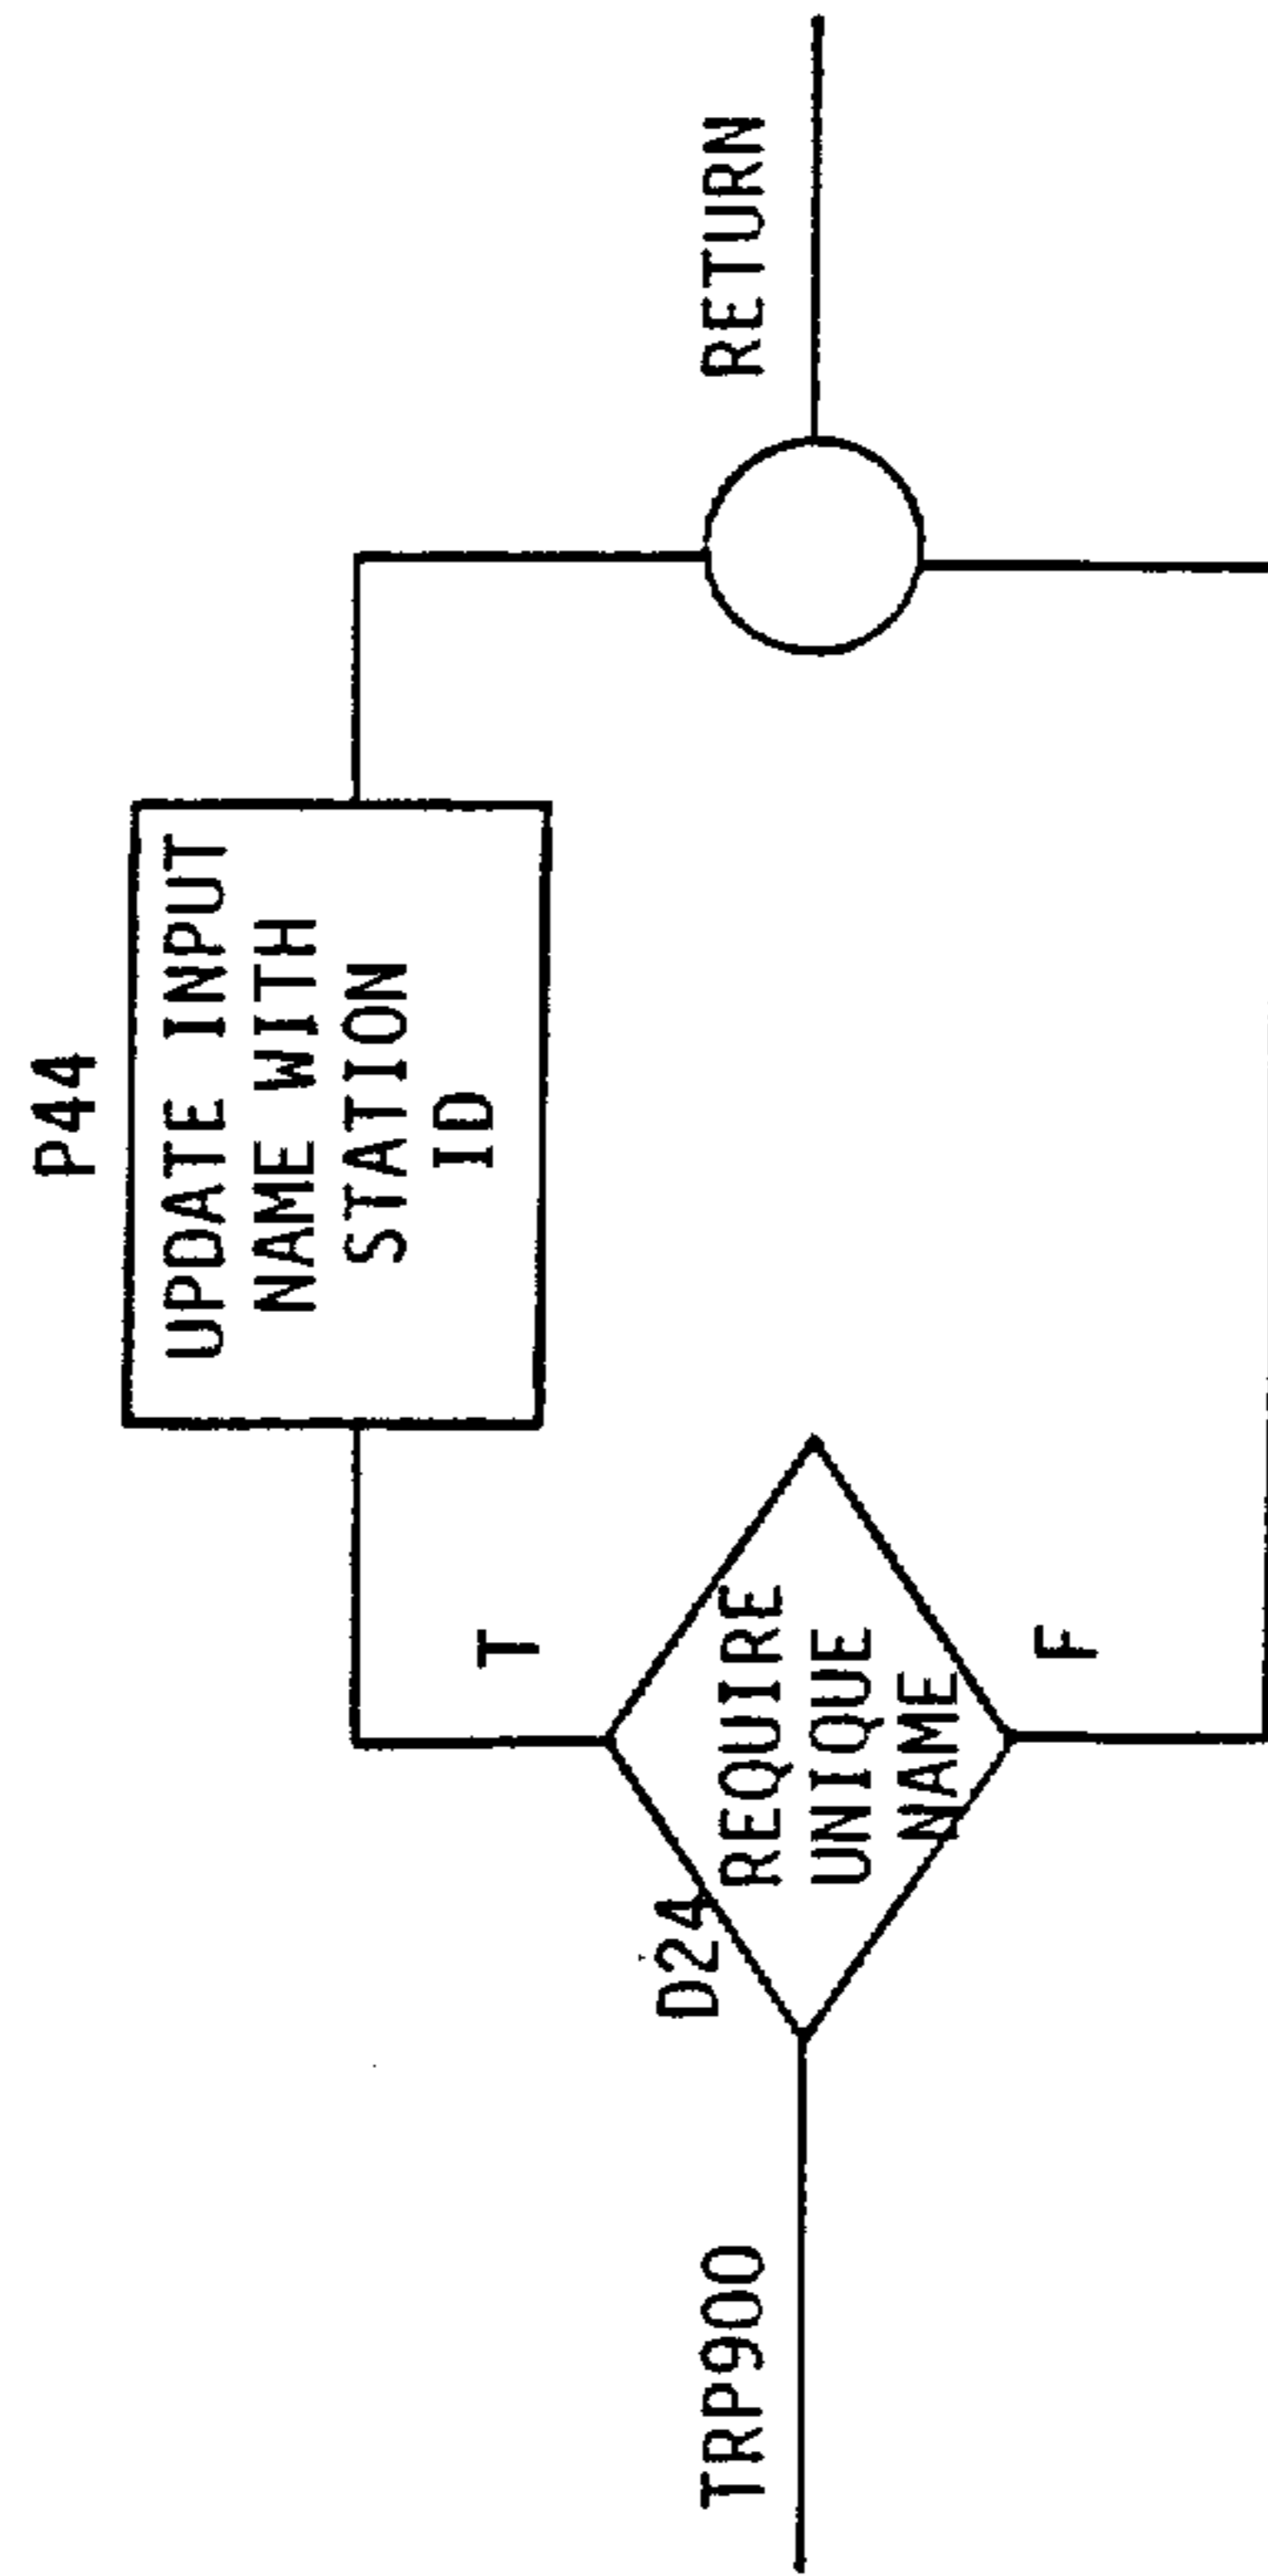 TRP900
D24
REQUIRE
UNIQUE
NAME
T
F
P44
UPDATE INPUT
NAME WITH
STATION
ID
RETURN